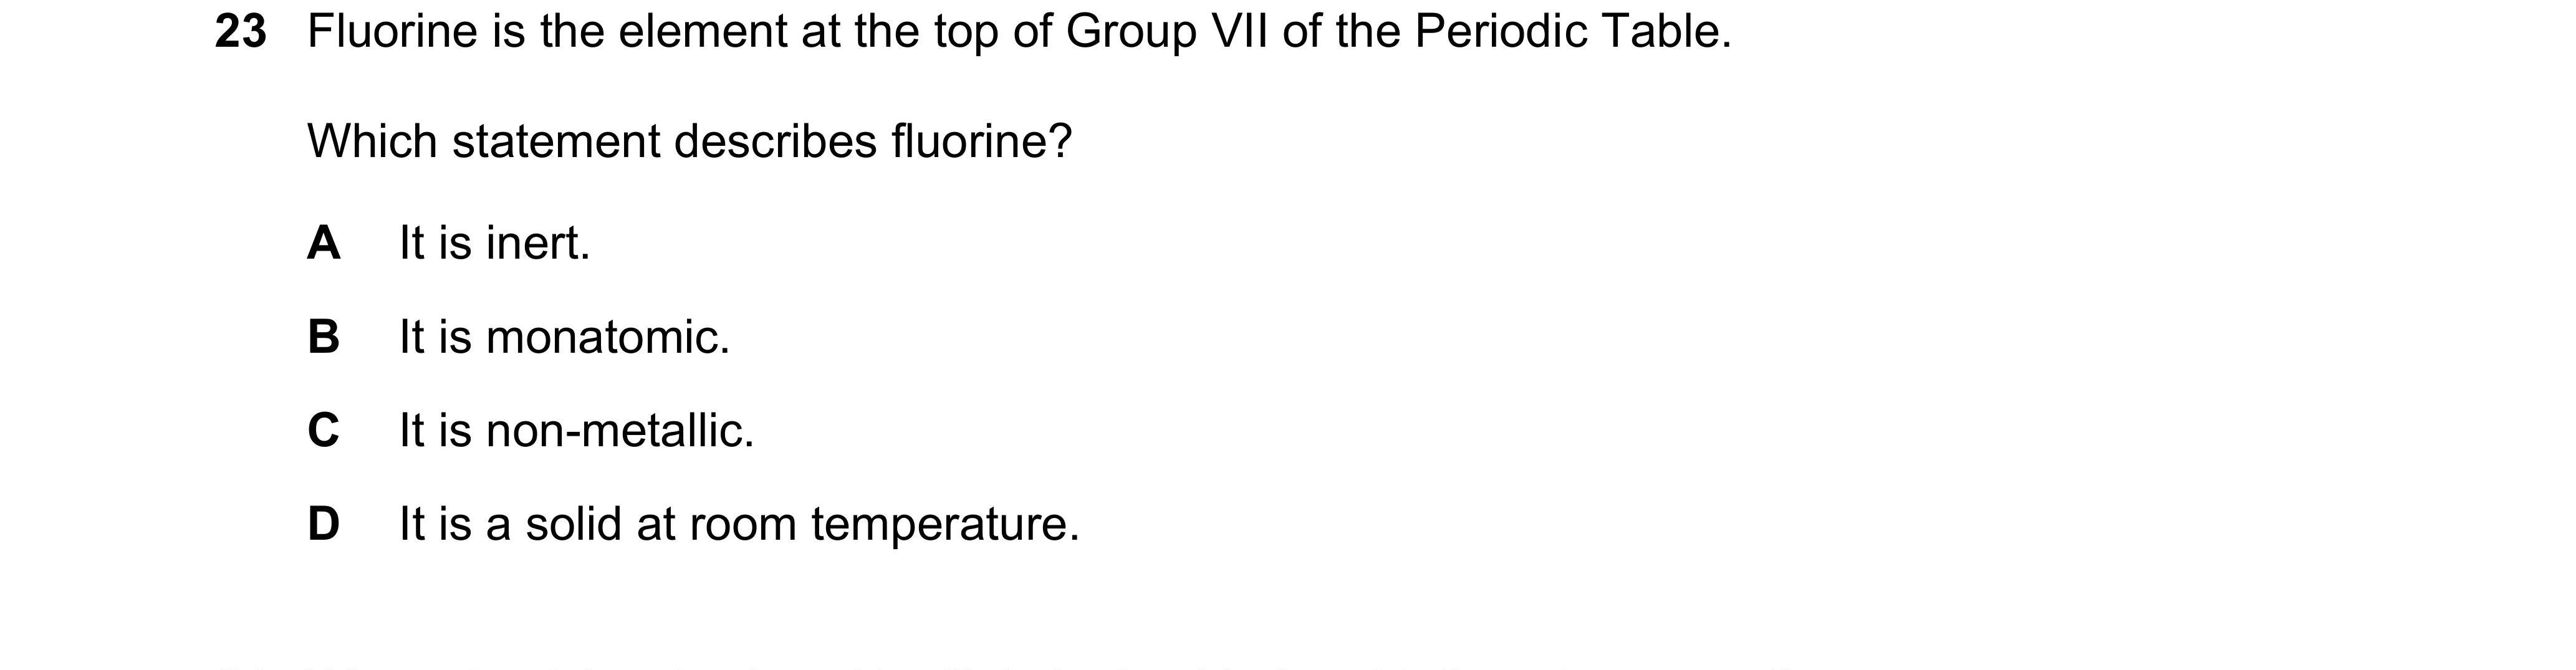 23 Fluorine is the element at the top of Group VII of the Periodic Table.
Which statement describes fluorine?
A It is inert.
B It is monatomic.
C It is non-metallic.
D It is a solid at room temperature.